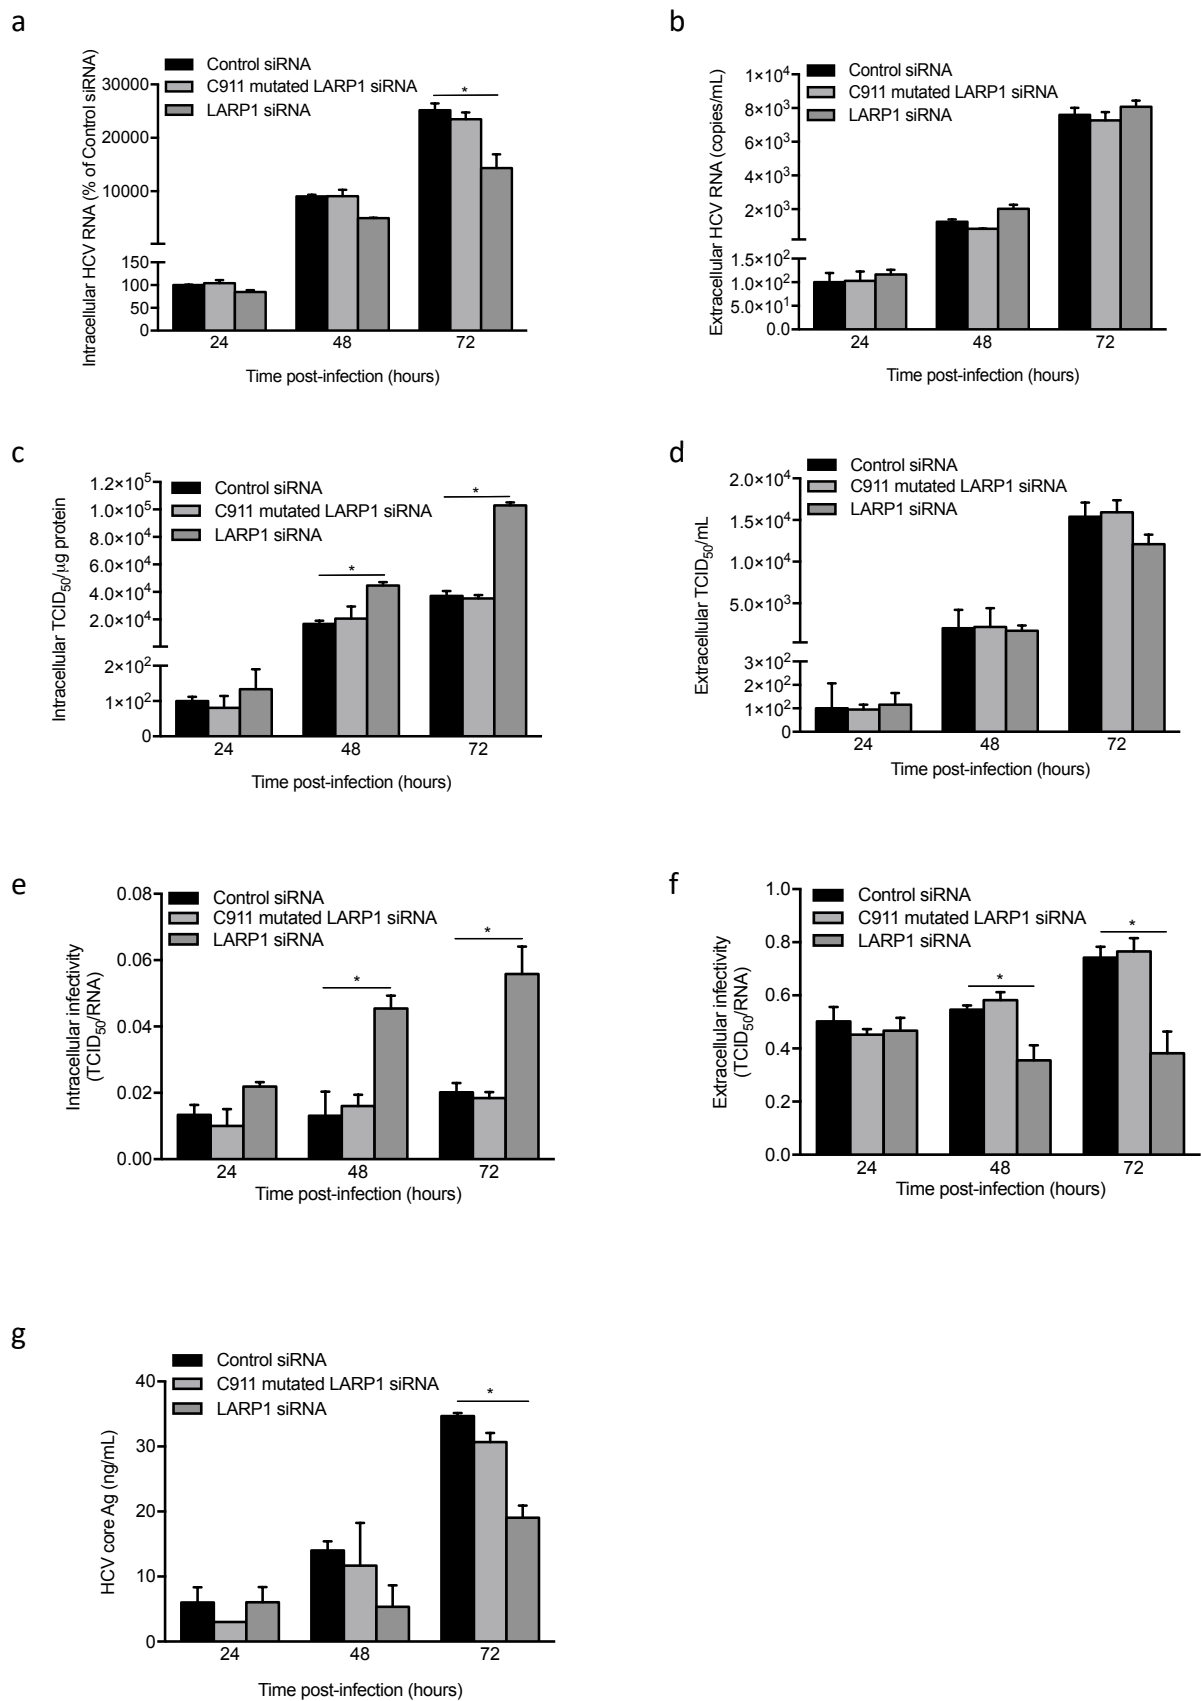 a
Intracellular HCV RNA (% of Control siRNA)
Control siRNA
C911 mutated LARP1 siRNA
LARP1 siRNA
30000
20000
10000
150
100
50
0
*
24 48 72
Time post-infection (hours)
b
Extracellular HCV RNA (copies/mL)
Control siRNA
C911 mutated LARP1 siRNA
LARP1 siRNA
1×10⁴
8×10³
6×10³
4×10³
2×10³
1.5×10²
1.0×10²
5.0×10¹
0.0
24 48 72
Time post-infection (hours)
c
Intracellular TCID₅₀/µg protein
Control siRNA
C911 mutated LARP1 siRNA
LARP1 siRNA
1.2×10⁵
1.0×10⁵
8.0×10⁴
6.0×10⁴
4.0×10⁴
2.0×10⁴
2×10²
1×10²
0
*
*
24 48 72
Time post-infection (hours)
d
Extracellular TCID₅₀/mL
Control siRNA
C911 mutated LARP1 siRNA
LARP1 siRNA
2.0×10⁴
1.5×10⁴
1.0×10⁴
5.0×10³
3×10²
2×10²
1×10²
0
24 48 72
Time post-infection (hours)
e
Intracellular infectivity
(TCID₅₀/RNA)
Control siRNA
C911 mutated LARP1 siRNA
LARP1 siRNA
0.08
0.06
0.04
0.02
0.00
*
*
24 48 72
Time post-infection (hours)
f
Extracellular infectivity
(TCID₅₀/RNA)
Control siRNA
C911 mutated LARP1 siRNA
LARP1 siRNA
1.0
0.8
0.6
0.4
0.2
0.0
*
*
24 48 72
Time post-infection (hours)
g
HCV core Ag (ng/mL)
Control siRNA
C911 mutated LARP1 siRNA
LARP1 siRNA
40
30
20
10
0
*
24 48 72
Time post-infection (hours)